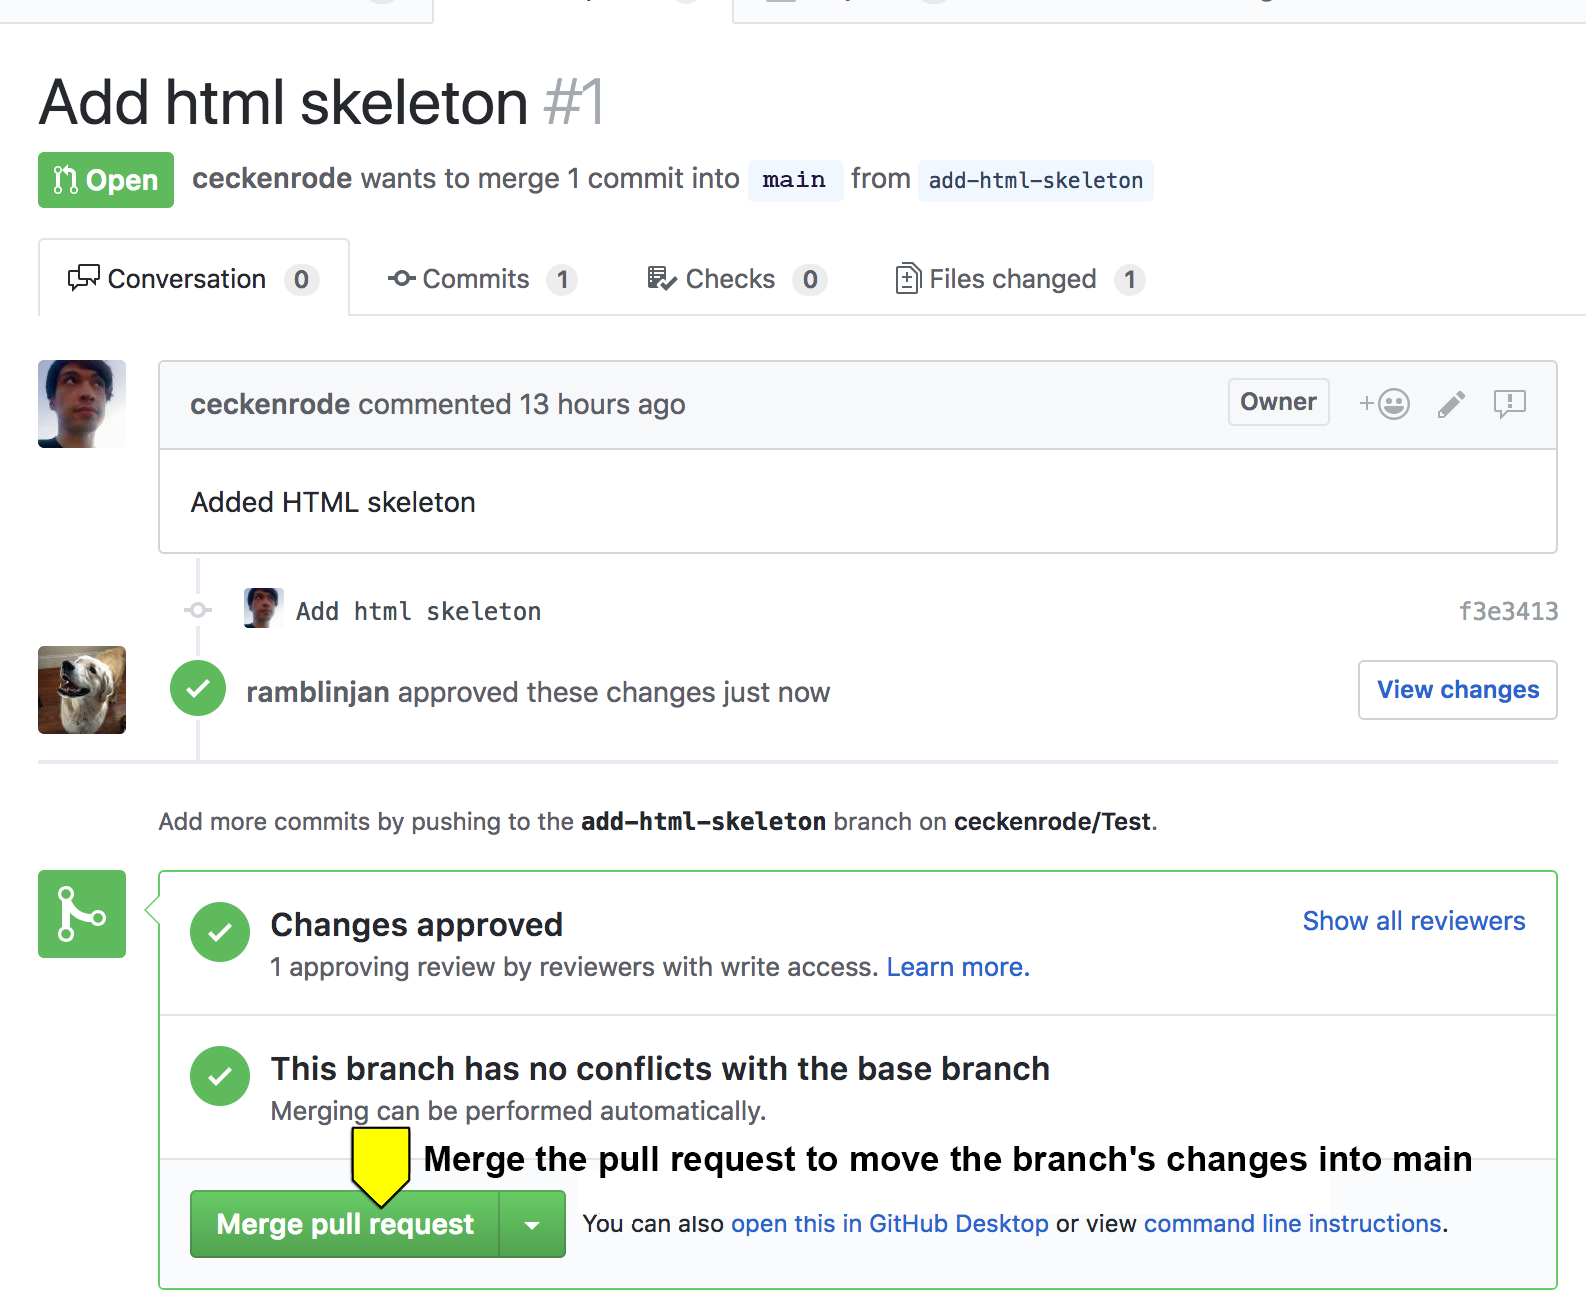 Add html skeleton #1
Open ceckenrode wants to merge 1 commit into main from add-html-skeleton
Conversation 0 Commits 1 Checks 0 Files changed 1
ceckenrode commented 13 hours ago Owner
Added HTML skeleton
Add html skeleton f3e3413
ramblinjan approved these changes just now View changes
Add more commits by pushing to the add-html-skeleton branch on ceckenrode/Test.
Changes approved Show all reviewers
1 approving review by reviewers with write access. Learn more.
This branch has no conflicts with the base branch
Merging can be performed automatically.
Merge the pull request to move the branch's changes into main
Merge pull request You can also open this in GitHub Desktop or view command line instructions.